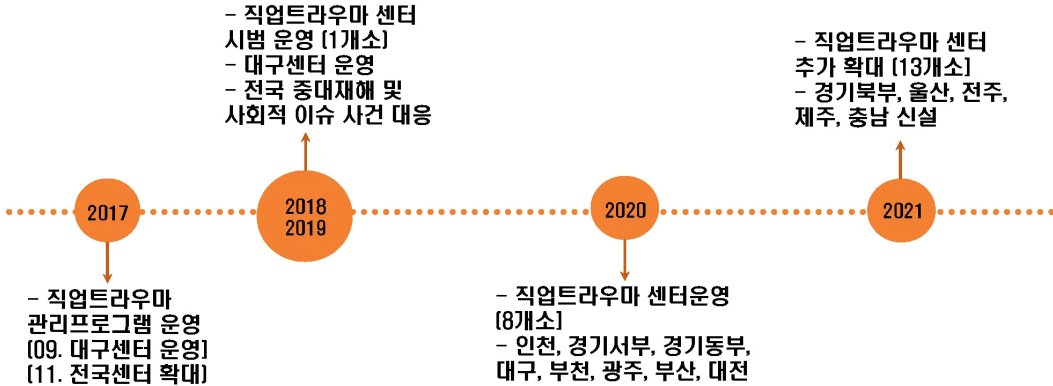 2017
– 직업트라우마
관리프로그램 운영
(09. 대구센터 운영)
(11. 전국센터 확대)
– 직업트라우마 센터
시범 운영 (1개소)
– 대구센터 운영
– 전국 중대재해 및
사회적 이슈 사건 대응
2018
2019
2020
– 직업트라우마 센터운영
(8개소)
– 인천, 경기서부, 경기동부,
대구, 부천, 광주, 부산, 대전
– 직업트라우마 센터
추가 확대 (13개소)
– 경기북부, 울산, 전주,
제주, 충남 신설
2021